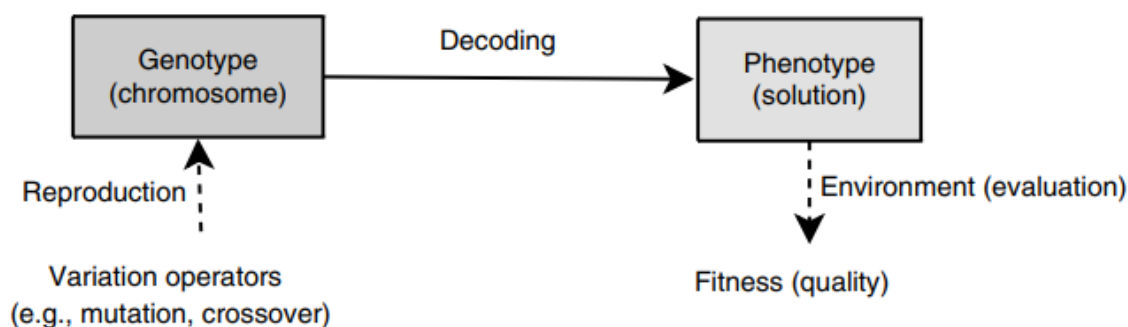 Decoding
Genotype
(chromosome)
Phenotype
(solution)
Reproduction
Environment (evaluation)
Variation operators
(e.g., mutation, crossover)
Fitness (quality)